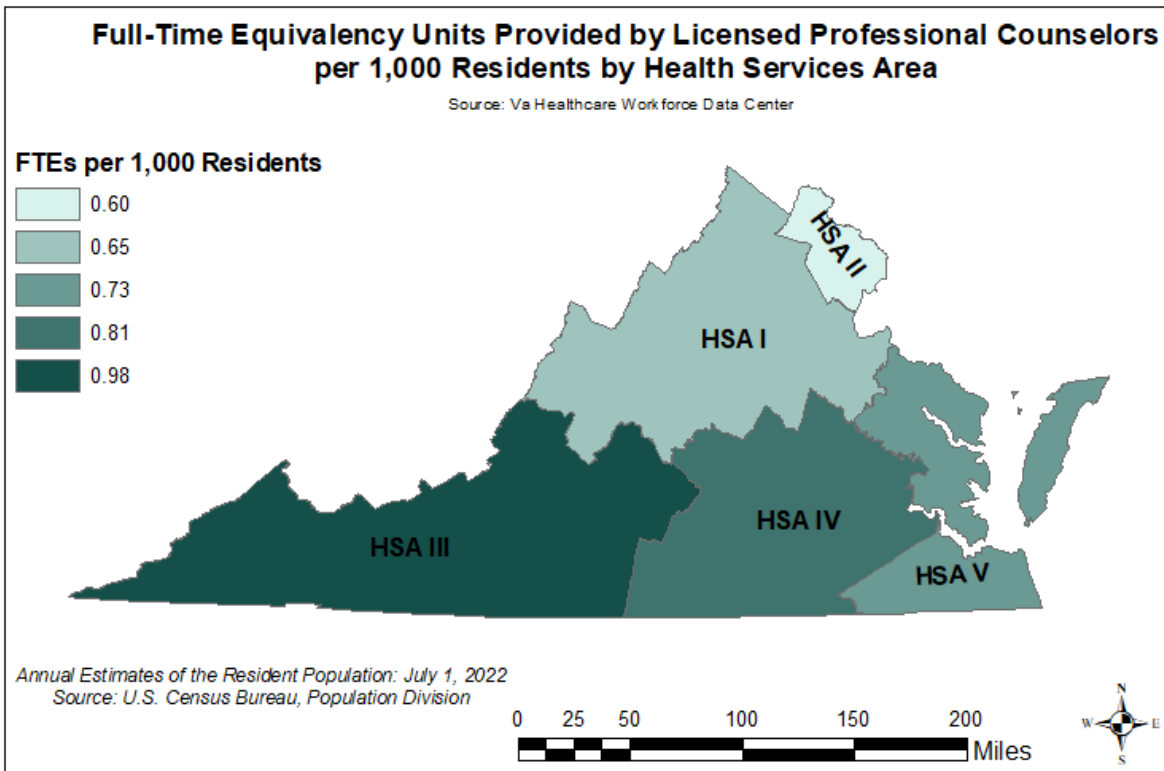 Full-Time Equivalency Units Provided by Licensed Professional Counselors
per 1,000 Residents by Health Services Area
Source: Va Healthcare Workforce Data Center
FTEs per 1,000 Residents
0.60
0.65
0.73
0.81
0.98
HSA II
HSA I
HSA IV
HSA III
HSA V
Annual Estimates of the Resident Population: July 1, 2022
Source: U.S. Census Bureau, Population Division
0 25 50 100 150 200
Miles
N
W E
S